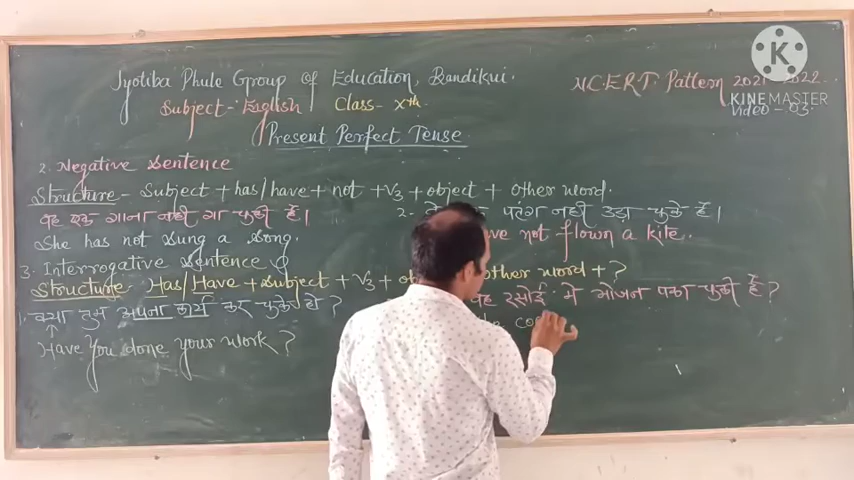 Jyotiba Phule Group of Education, Bandikui.
N.C.E.R.T. Pattern 2021-2022
Subject- English Class- Xth
KINEMASTER
Video - 03.
Present Perfect Tense
2. Negative Sentence
Structure - Subject + has/have + not + V3 + object + other word.
वह एक गाना नही गा चुकी है। 2- पतंग नही उड़ा चुके है।
She has not sung a song. not flown a kite.
3. Interrogative Sentence
Structure:- Has/Have + Subject + V3 + other word + ?
1. क्या तुम अपना कार्य कर चुके हो ? वह रसोई में भोजन पका चुकी है ?
Have you done your work ?